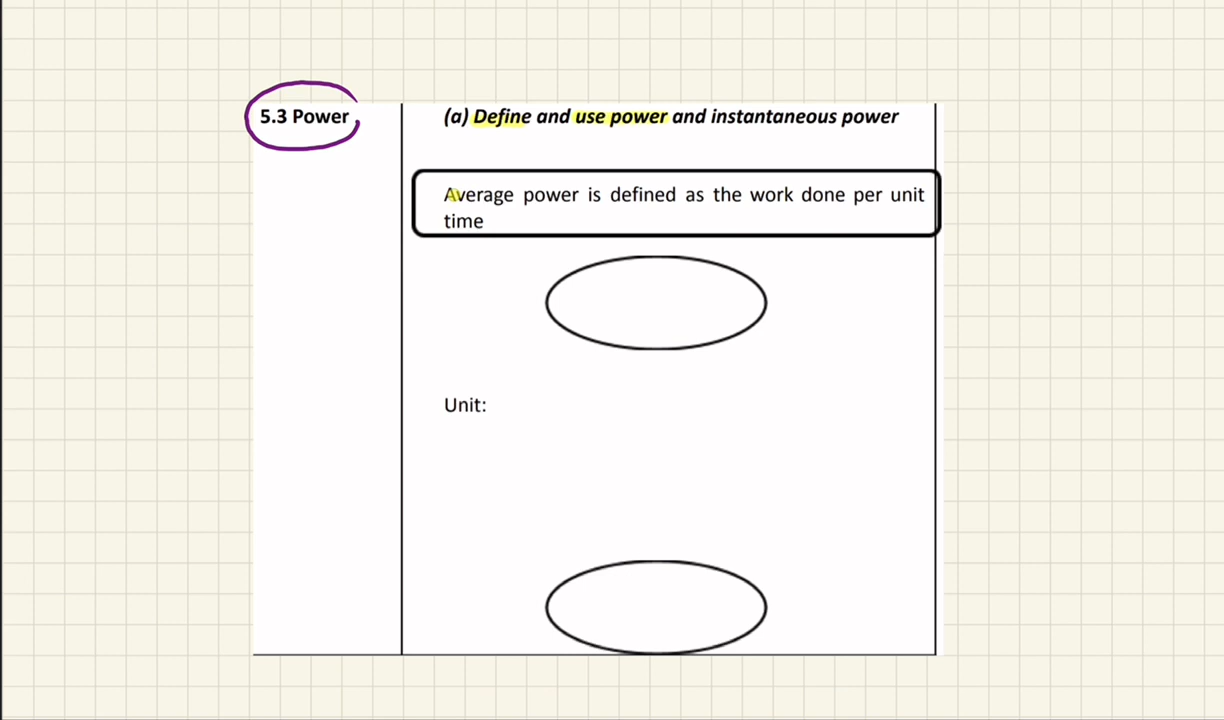 5.3 Power
(a) Define and use power and instantaneous power
Average power is defined as the work done per unit
time
Unit: